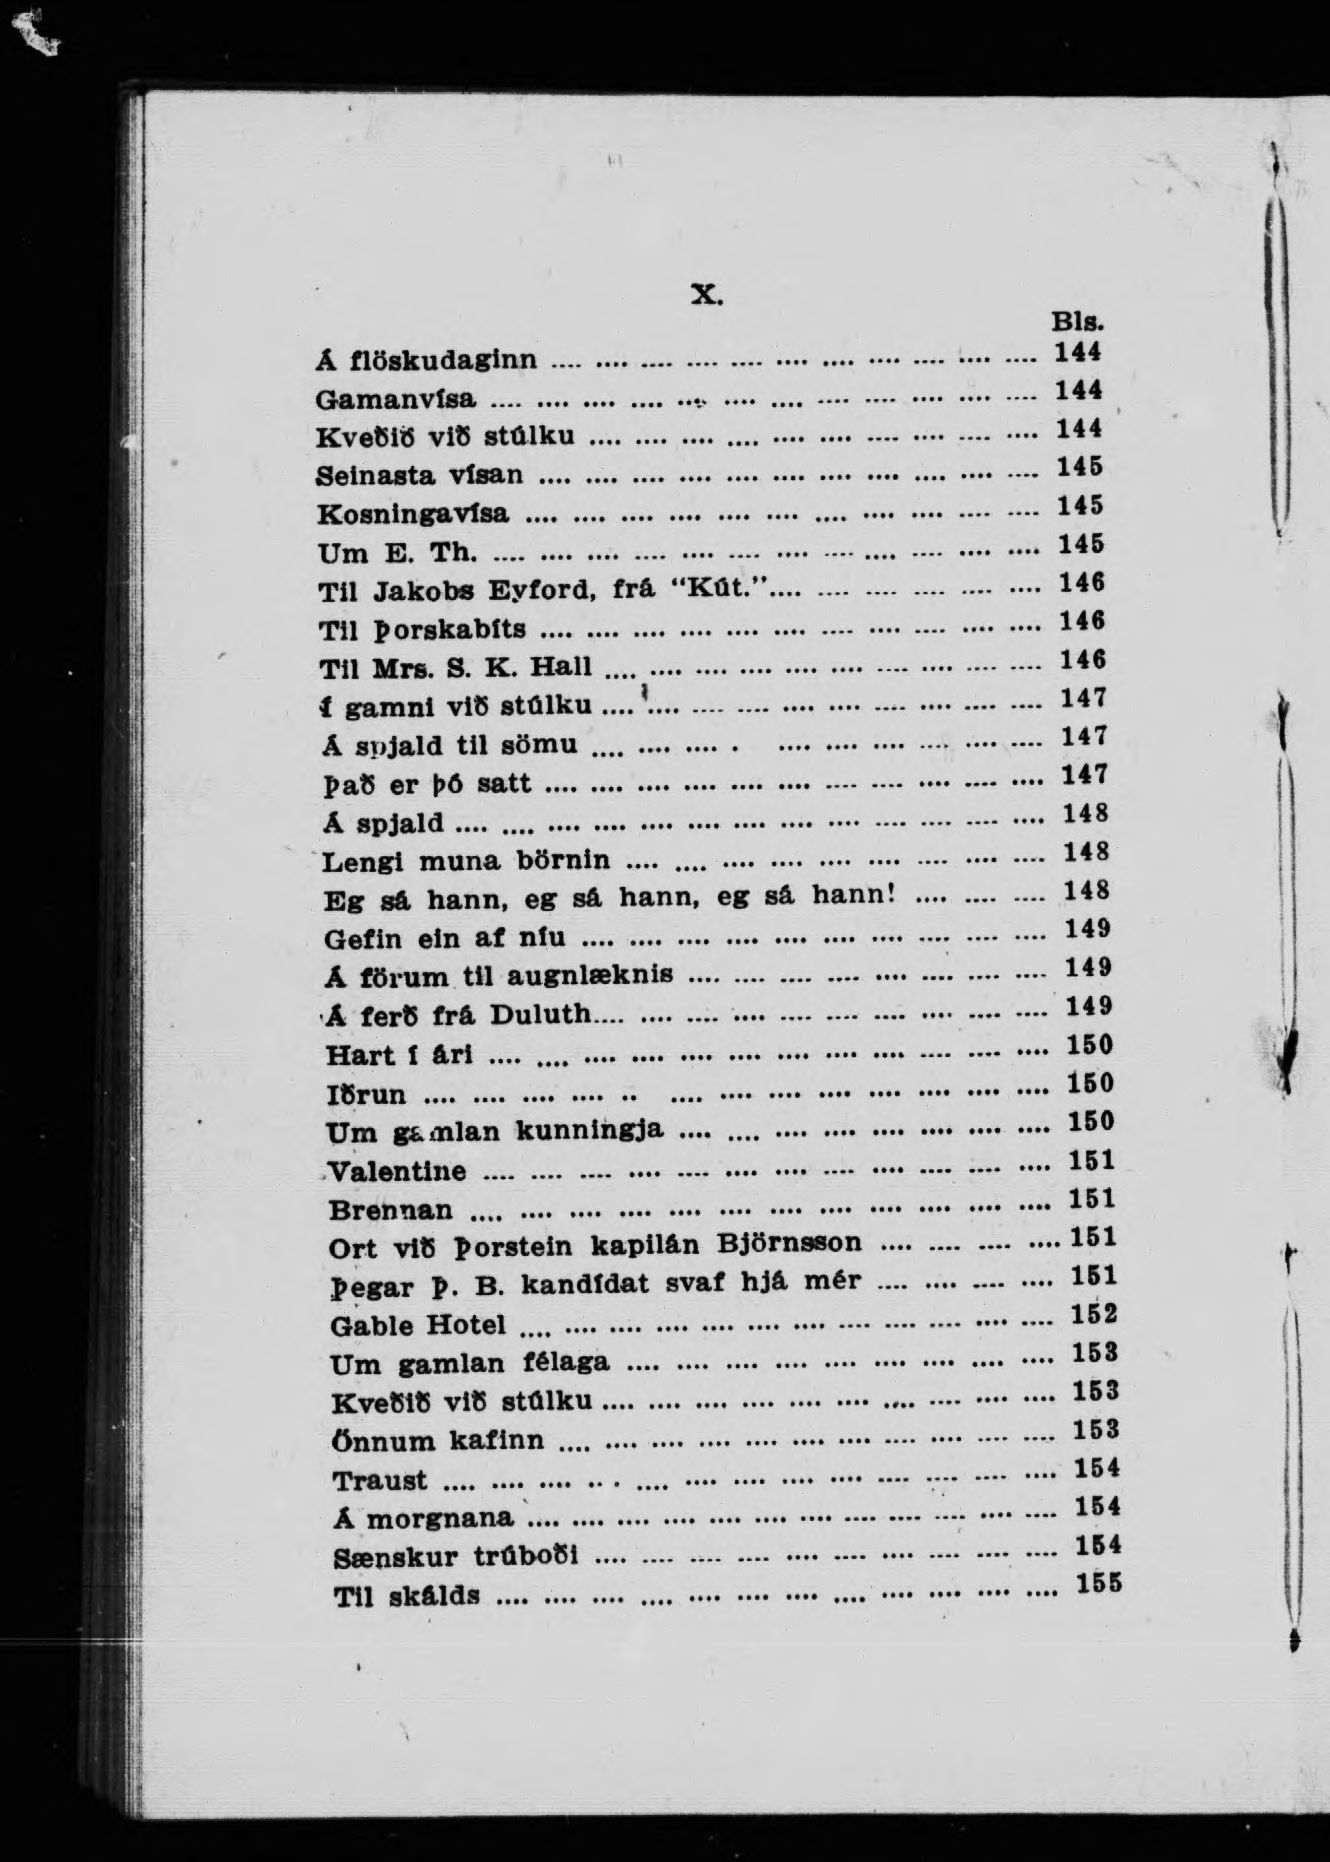 X.
Bls.
Á flöskudaginn .... .... .... .... .... .... .... .... .... .... .... 144
Gamanvísa .... .... .... .... .... .... .... .... .... .... .... .... 144
Kveðið við stúlku .... .... .... .... .... .... .... .... .... .... 144
Seinasta vísan .... .... .... .... .... .... .... .... .... .... .... 145
Kosningavísa .... .... .... .... .... .... .... .... .... .... .... 145
Um E. Th. .... .... .... .... .... .... .... .... .... .... .... .... 145
Til Jakobs Eyford, frá “Kút.”.... .... .... .... .... .... 146
Til Þorskabíts .... .... .... .... .... .... .... .... .... .... .... 146
Til Mrs. S. K. Hall .... .... .... .... .... .... .... .... .... .... 146
Í gamni við stúlku .... .... .... .... .... .... .... .... .... .... 147
Á spjald til sömu .... .... .... . .... .... .... .... .... .... 147
Það er þó satt .... .... .... .... .... .... .... .... .... .... .... 147
Á spjald .... .... .... .... .... .... .... .... .... .... .... .... .... 148
Lengi muna börnin .... .... .... .... .... .... .... .... .... 148
Eg sá hann, eg sá hann, eg sá hann! .... .... .... 148
Gefin ein af níu .... .... .... .... .... .... .... .... .... .... 149
Á förum til augnlæknis .... .... .... .... .... .... .... .... 149
Á ferð frá Duluth.... .... .... .... .... .... .... .... .... .... 149
Hart í ári .... .... .... .... .... .... .... .... .... .... .... .... 150
Iðrun .... .... .... .... .. .... .... .... .... .... .... .... .... 150
Um gamlan kunningja .... .... .... .... .... .... .... .... 150
Valentine .... .... .... .... .... .... .... .... .... .... .... .... 151
Brennan .... .... .... .... .... .... .... .... .... .... .... .... 151
Ort við Þorstein kapilán Björnsson .... .... .... .... 151
Þegar Þ. B. kandídat svaf hjá mér .... .... .... .... 151
Gable Hotel .... .... .... .... .... .... .... .... .... .... .... .... 152
Um gamlan félaga .... .... .... .... .... .... .... .... .... 153
Kveðið við stúlku .... .... .... .... .... .... .... .... .... .... 153
Önnum kafinn .... .... .... .... .... .... .... .... .... .... .... 153
Traust .... .... .... .. . .... .... .... .... .... .... .... .... .... 154
Á morgnana .... .... .... .... .... .... .... .... .... .... .... .... 154
Sænskur trúboði .... .... .... .... .... .... .... .... .... .... 154
Til skálds .... .... .... .... .... .... .... .... .... .... .... .... 155